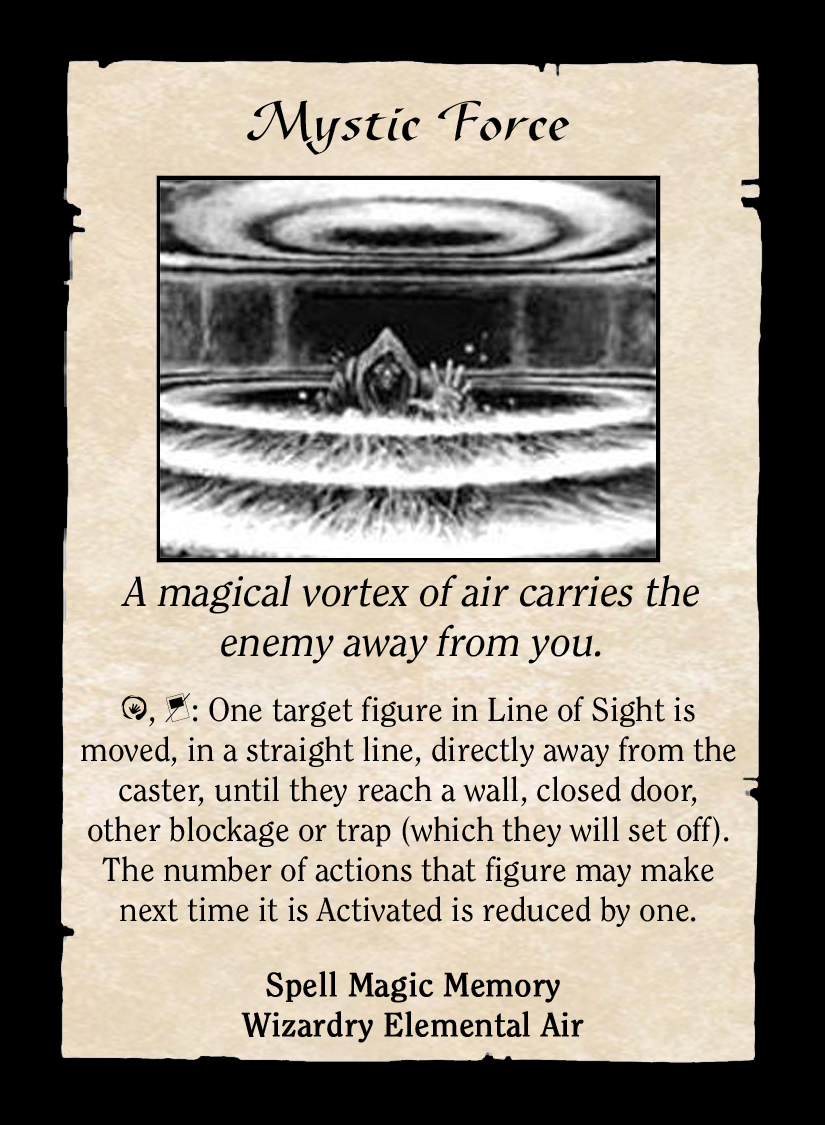 Mystic Force
A magical vortex of air carries the
enemy away from you.
, : One target figure in Line of Sight is
moved, in a straight line, directly away from the
caster, until they reach a wall, closed door,
other blockage or trap (which they will set off).
The number of actions that figure may make
next time it is Activated is reduced by one.
Spell Magic Memory
Wizardry Elemental Air